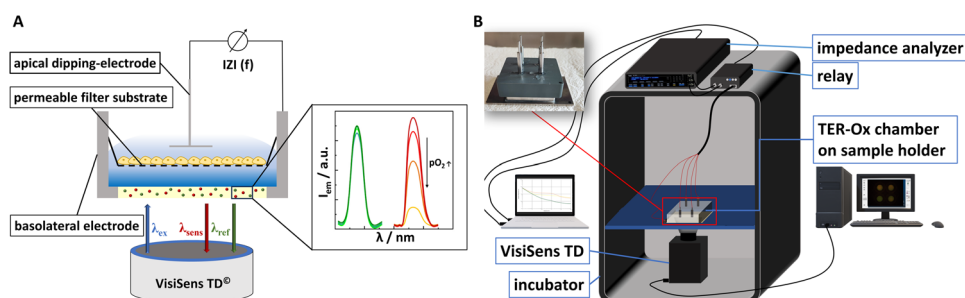 A
apical dipping-electrode
permeable filter substrate
basolateral electrode
IZI (f)
λex
λsens
λref
VisiSens TD©
Iem / a.u.
pO2↑
λ / nm
B
impedance analyzer
relay
TER-Ox chamber
on sample holder
VisiSens TD
incubator